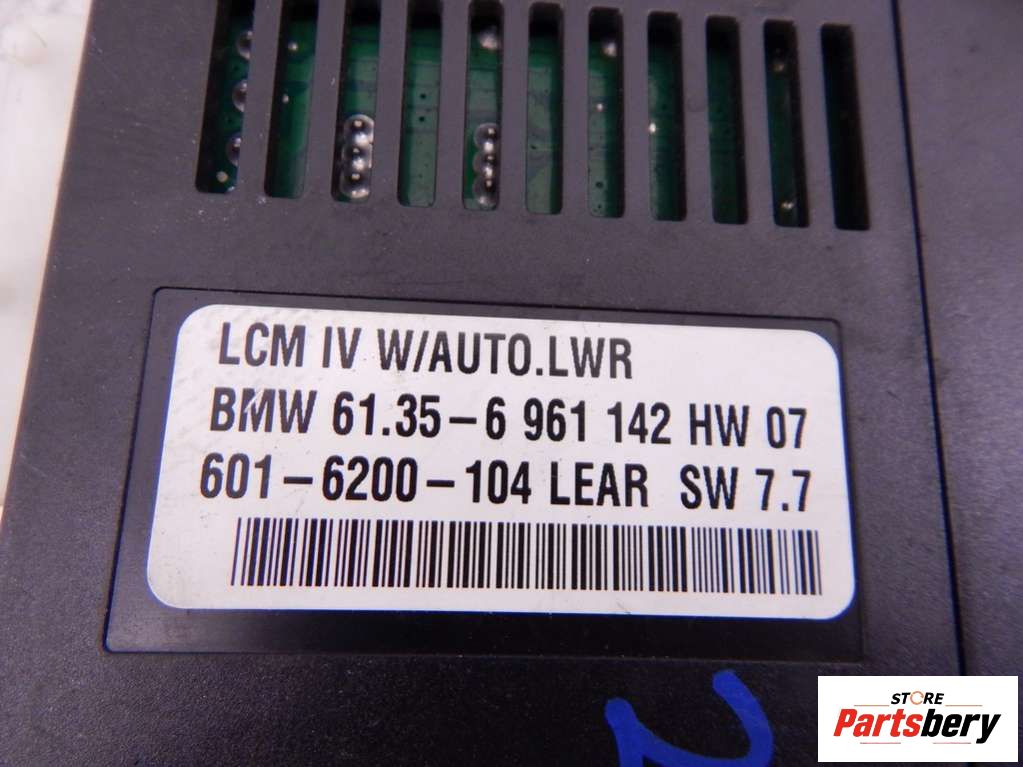 LCM IV W/AUTO.LWR
BMW 61.35-6 961 142 HW 07
601-6200-104 LEAR SW 7.7
2
STORE
Partsbery